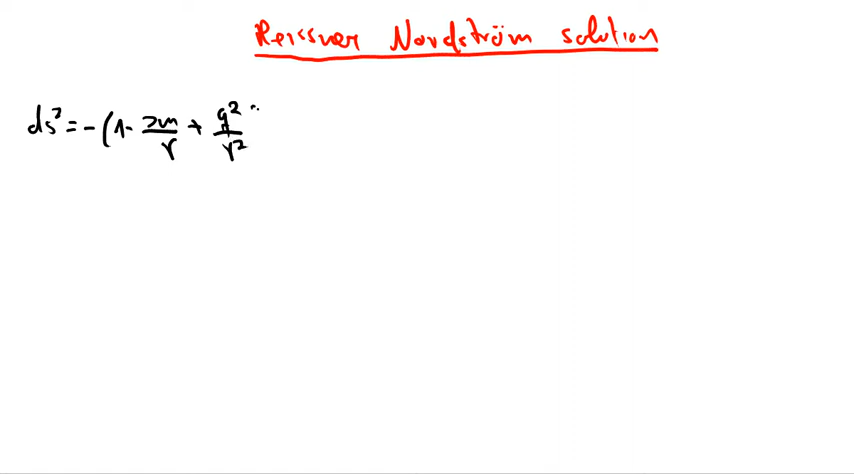 Reissner Nordström solution
ds² = -(1 - 2m/r + q²/r²